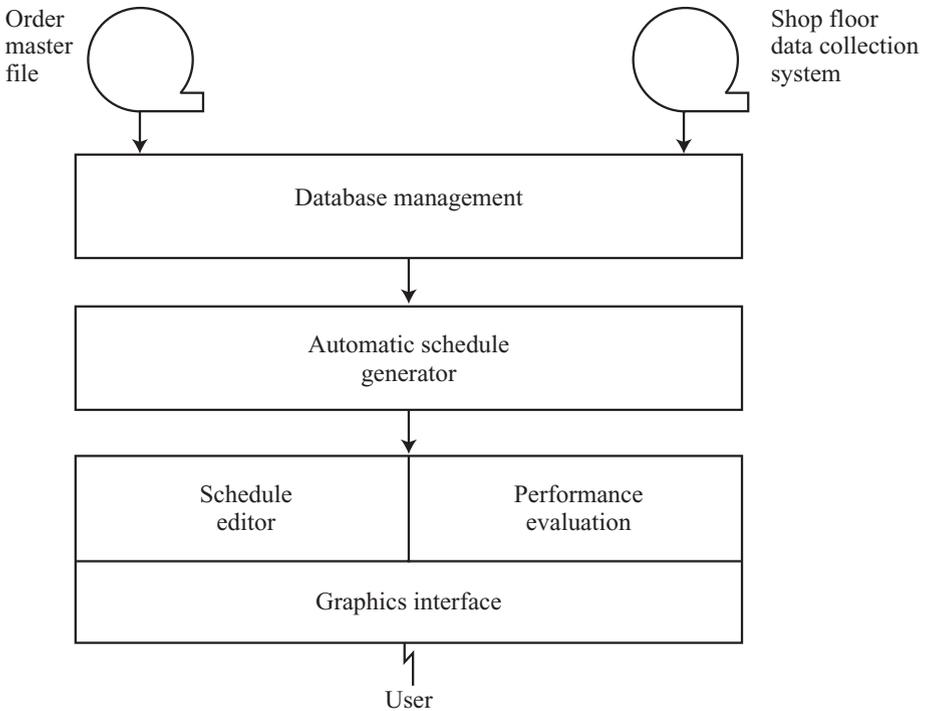 Order
master
file
Shop floor
data collection
system
Database management
Automatic schedule
generator
Schedule
editor
Performance
evaluation
Graphics interface
User